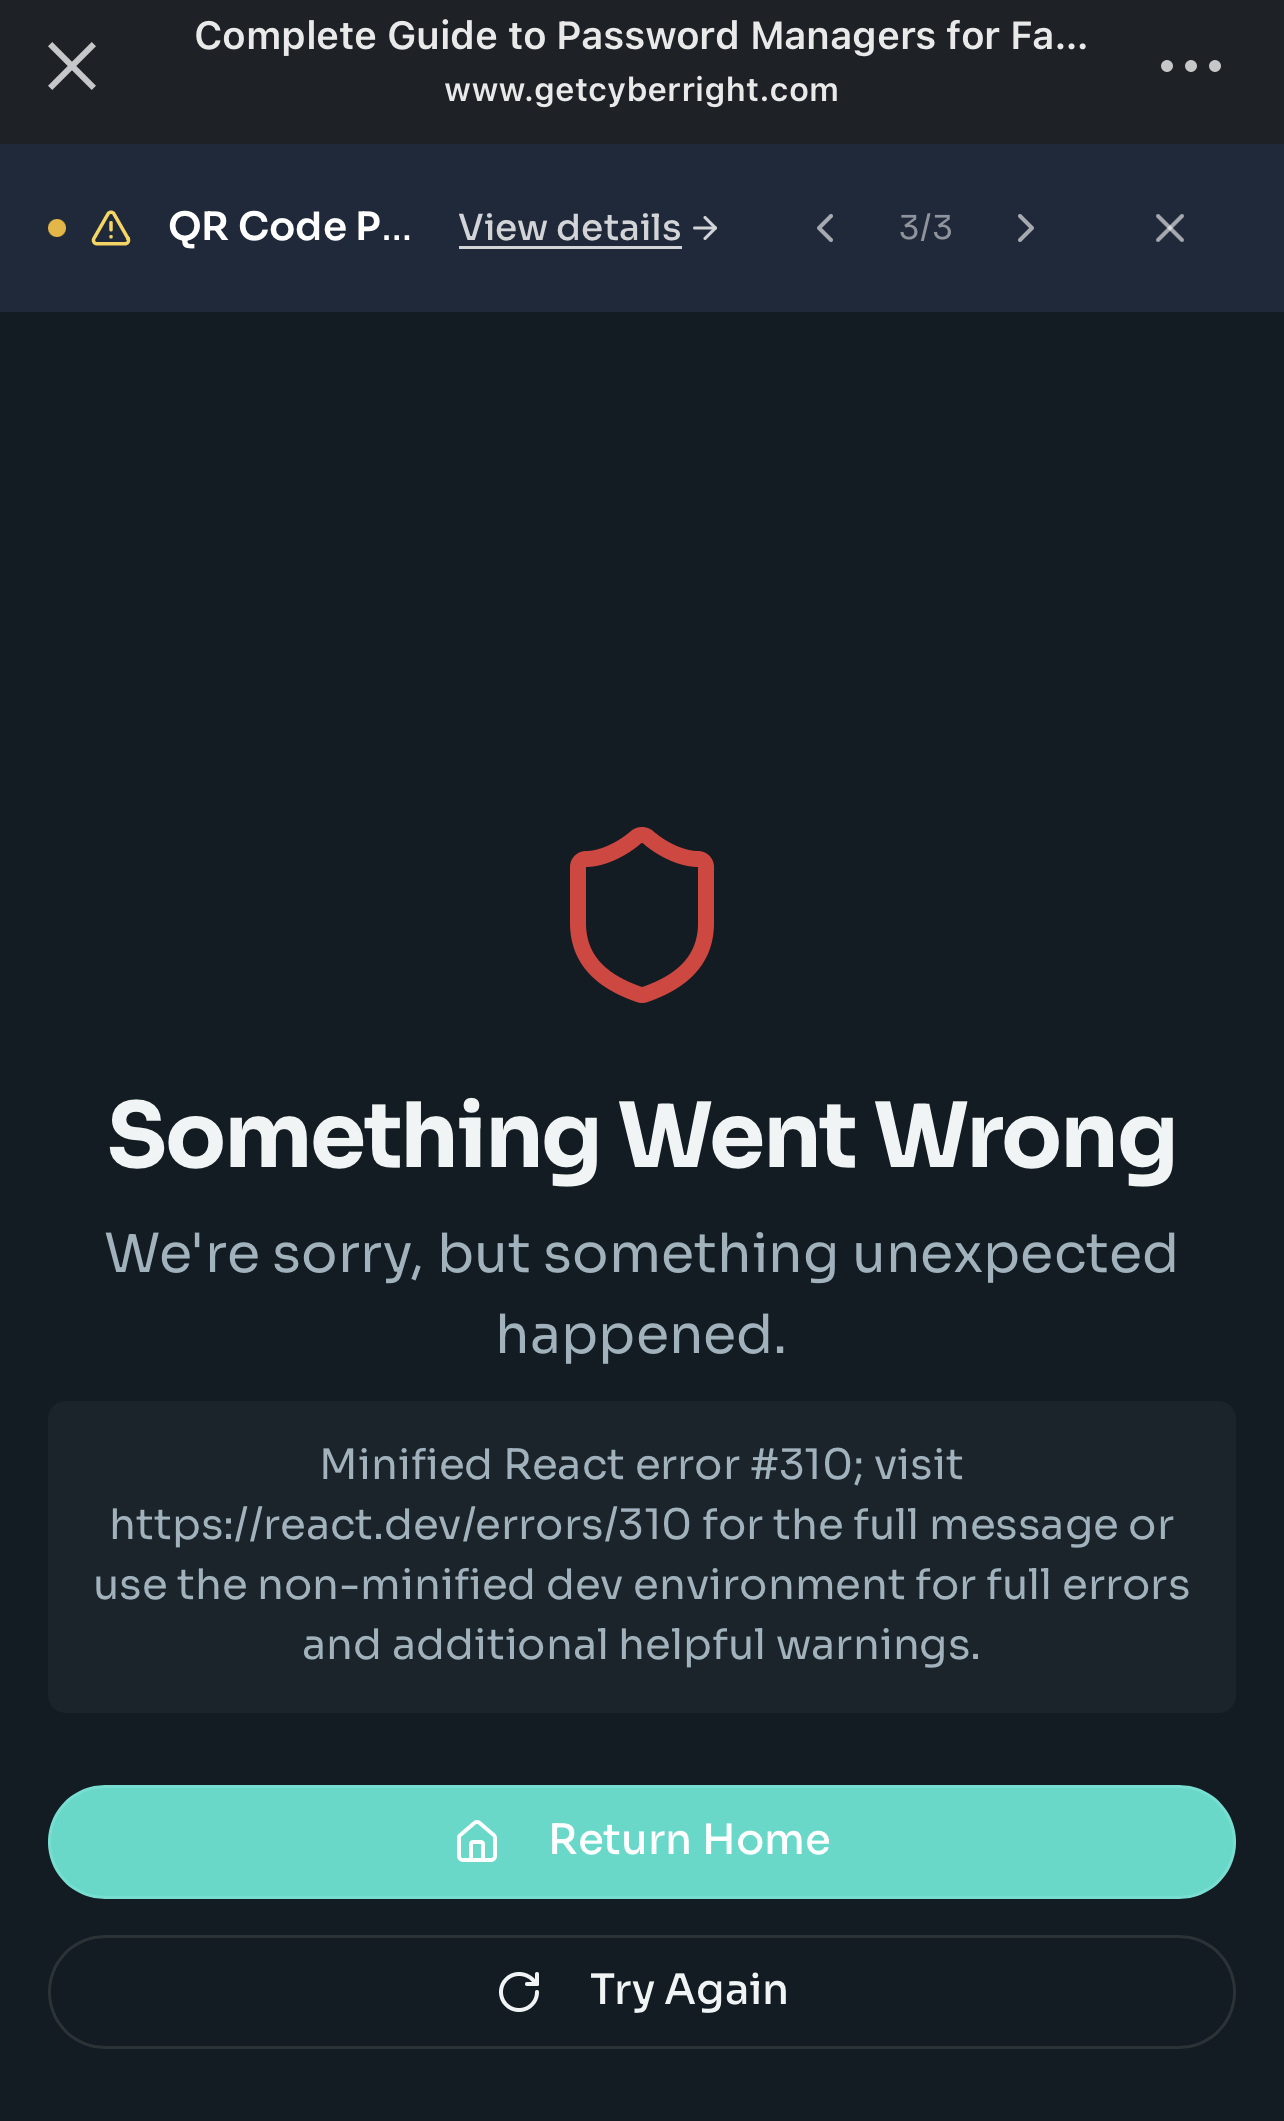 Complete Guide to Password Managers for Fa...
www.getcyberright.com
QR Code P... View details → 3/3
Something Went Wrong
We're sorry, but something unexpected
happened.
Minified React error #310; visit
https://react.dev/errors/310 for the full message or
use the non-minified dev environment for full errors
and additional helpful warnings.
Return Home
Try Again